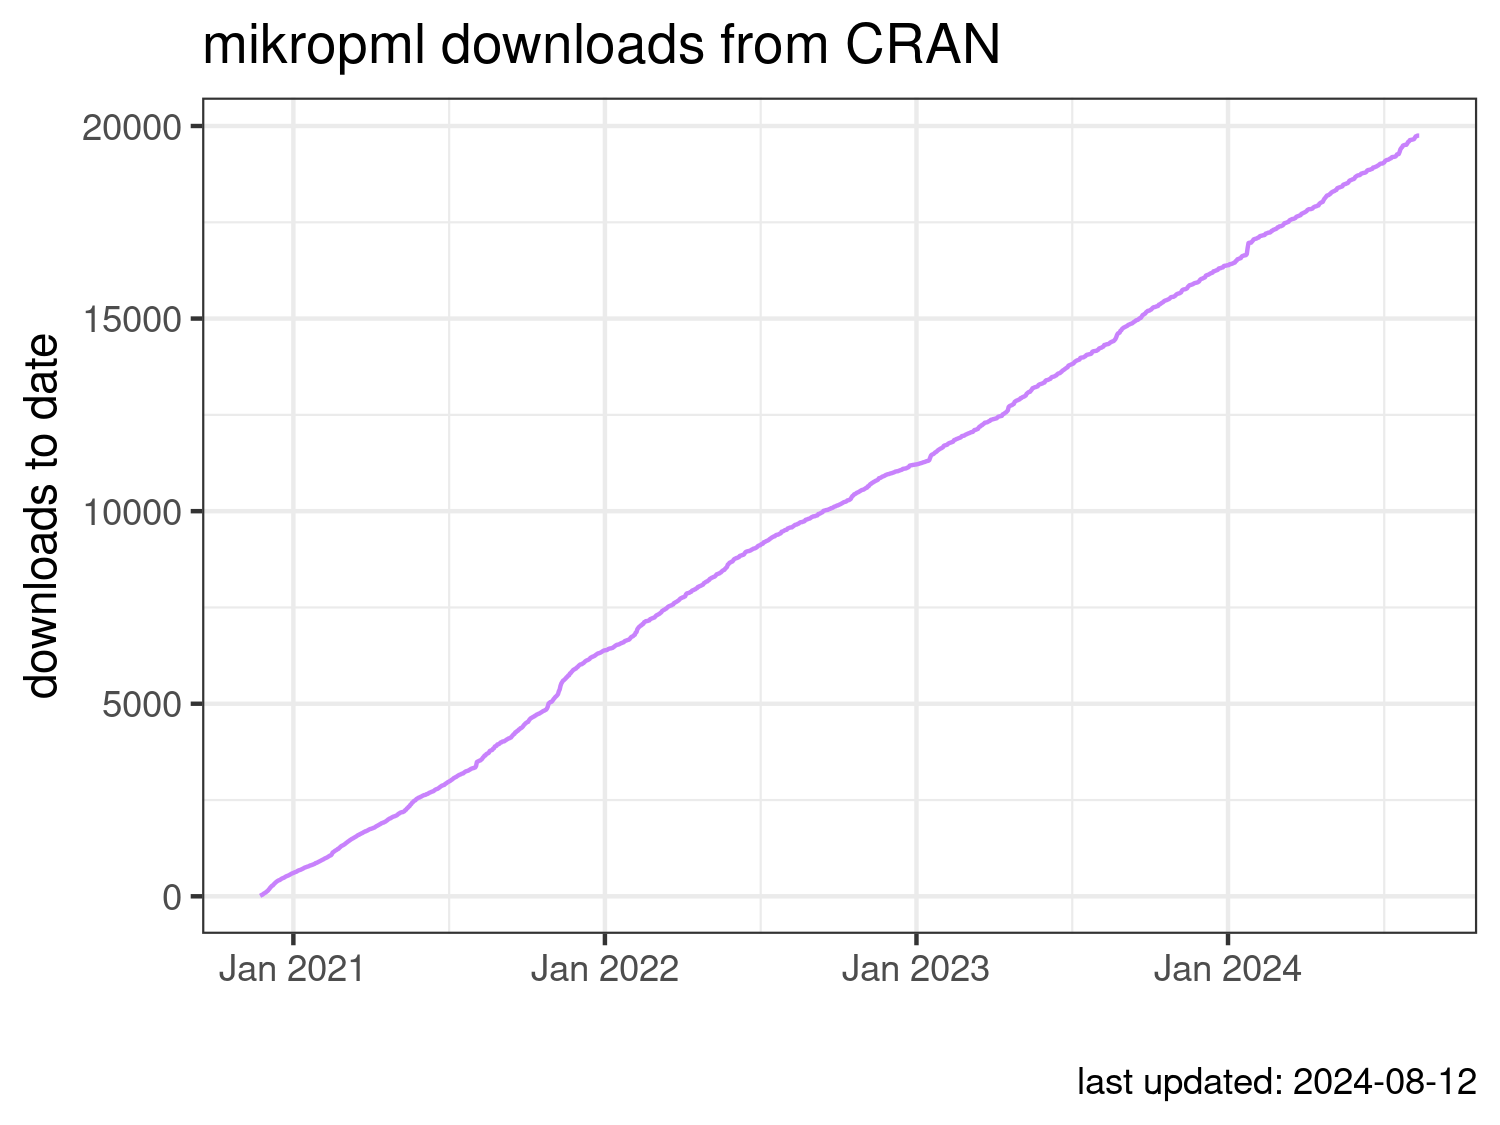 mikropml downloads from CRAN
downloads to date
20000
15000
10000
5000
0
Jan 2021 Jan 2022 Jan 2023 Jan 2024
last updated: 2024-08-12